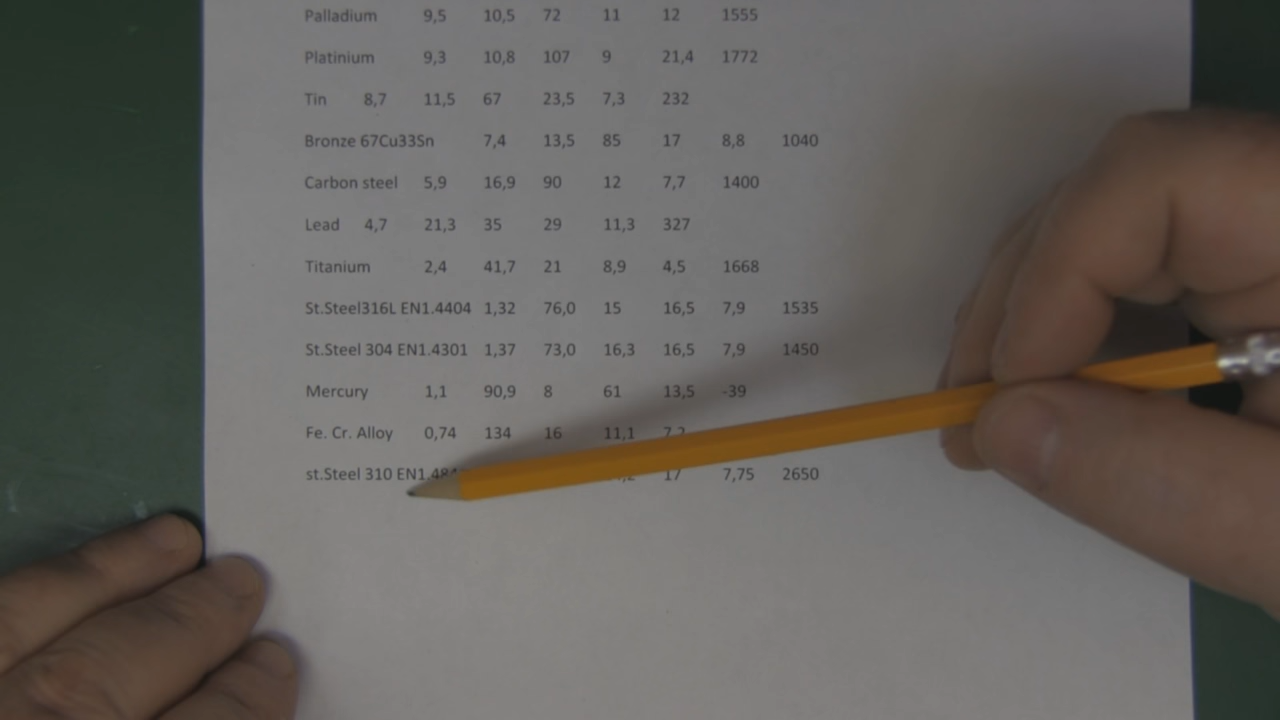 Palladium 9,5 10,5 72 11 12 1555
Platinium 9,3 10,8 107 9 21,4 1772
Tin 8,7 11,5 67 23,5 7,3 232
Bronze 67Cu33Sn 7,4 13,5 85 17 8,8 1040
Carbon steel 5,9 16,9 90 12 7,7 1400
Lead 4,7 21,3 35 29 11,3 327
Titanium 2,4 41,7 21 8,9 4,5 1668
St.Steel316L EN1.4404 1,32 76,0 15 16,5 7,9 1535
St.Steel 304 EN1.4301 1,37 73,0 16,3 16,5 7,9 1450
Mercury 1,1 90,9 8 61 13,5 -39
Fe. Cr. Alloy 0,74 134 16 11,1
st.Steel 310 17 7,75 2650